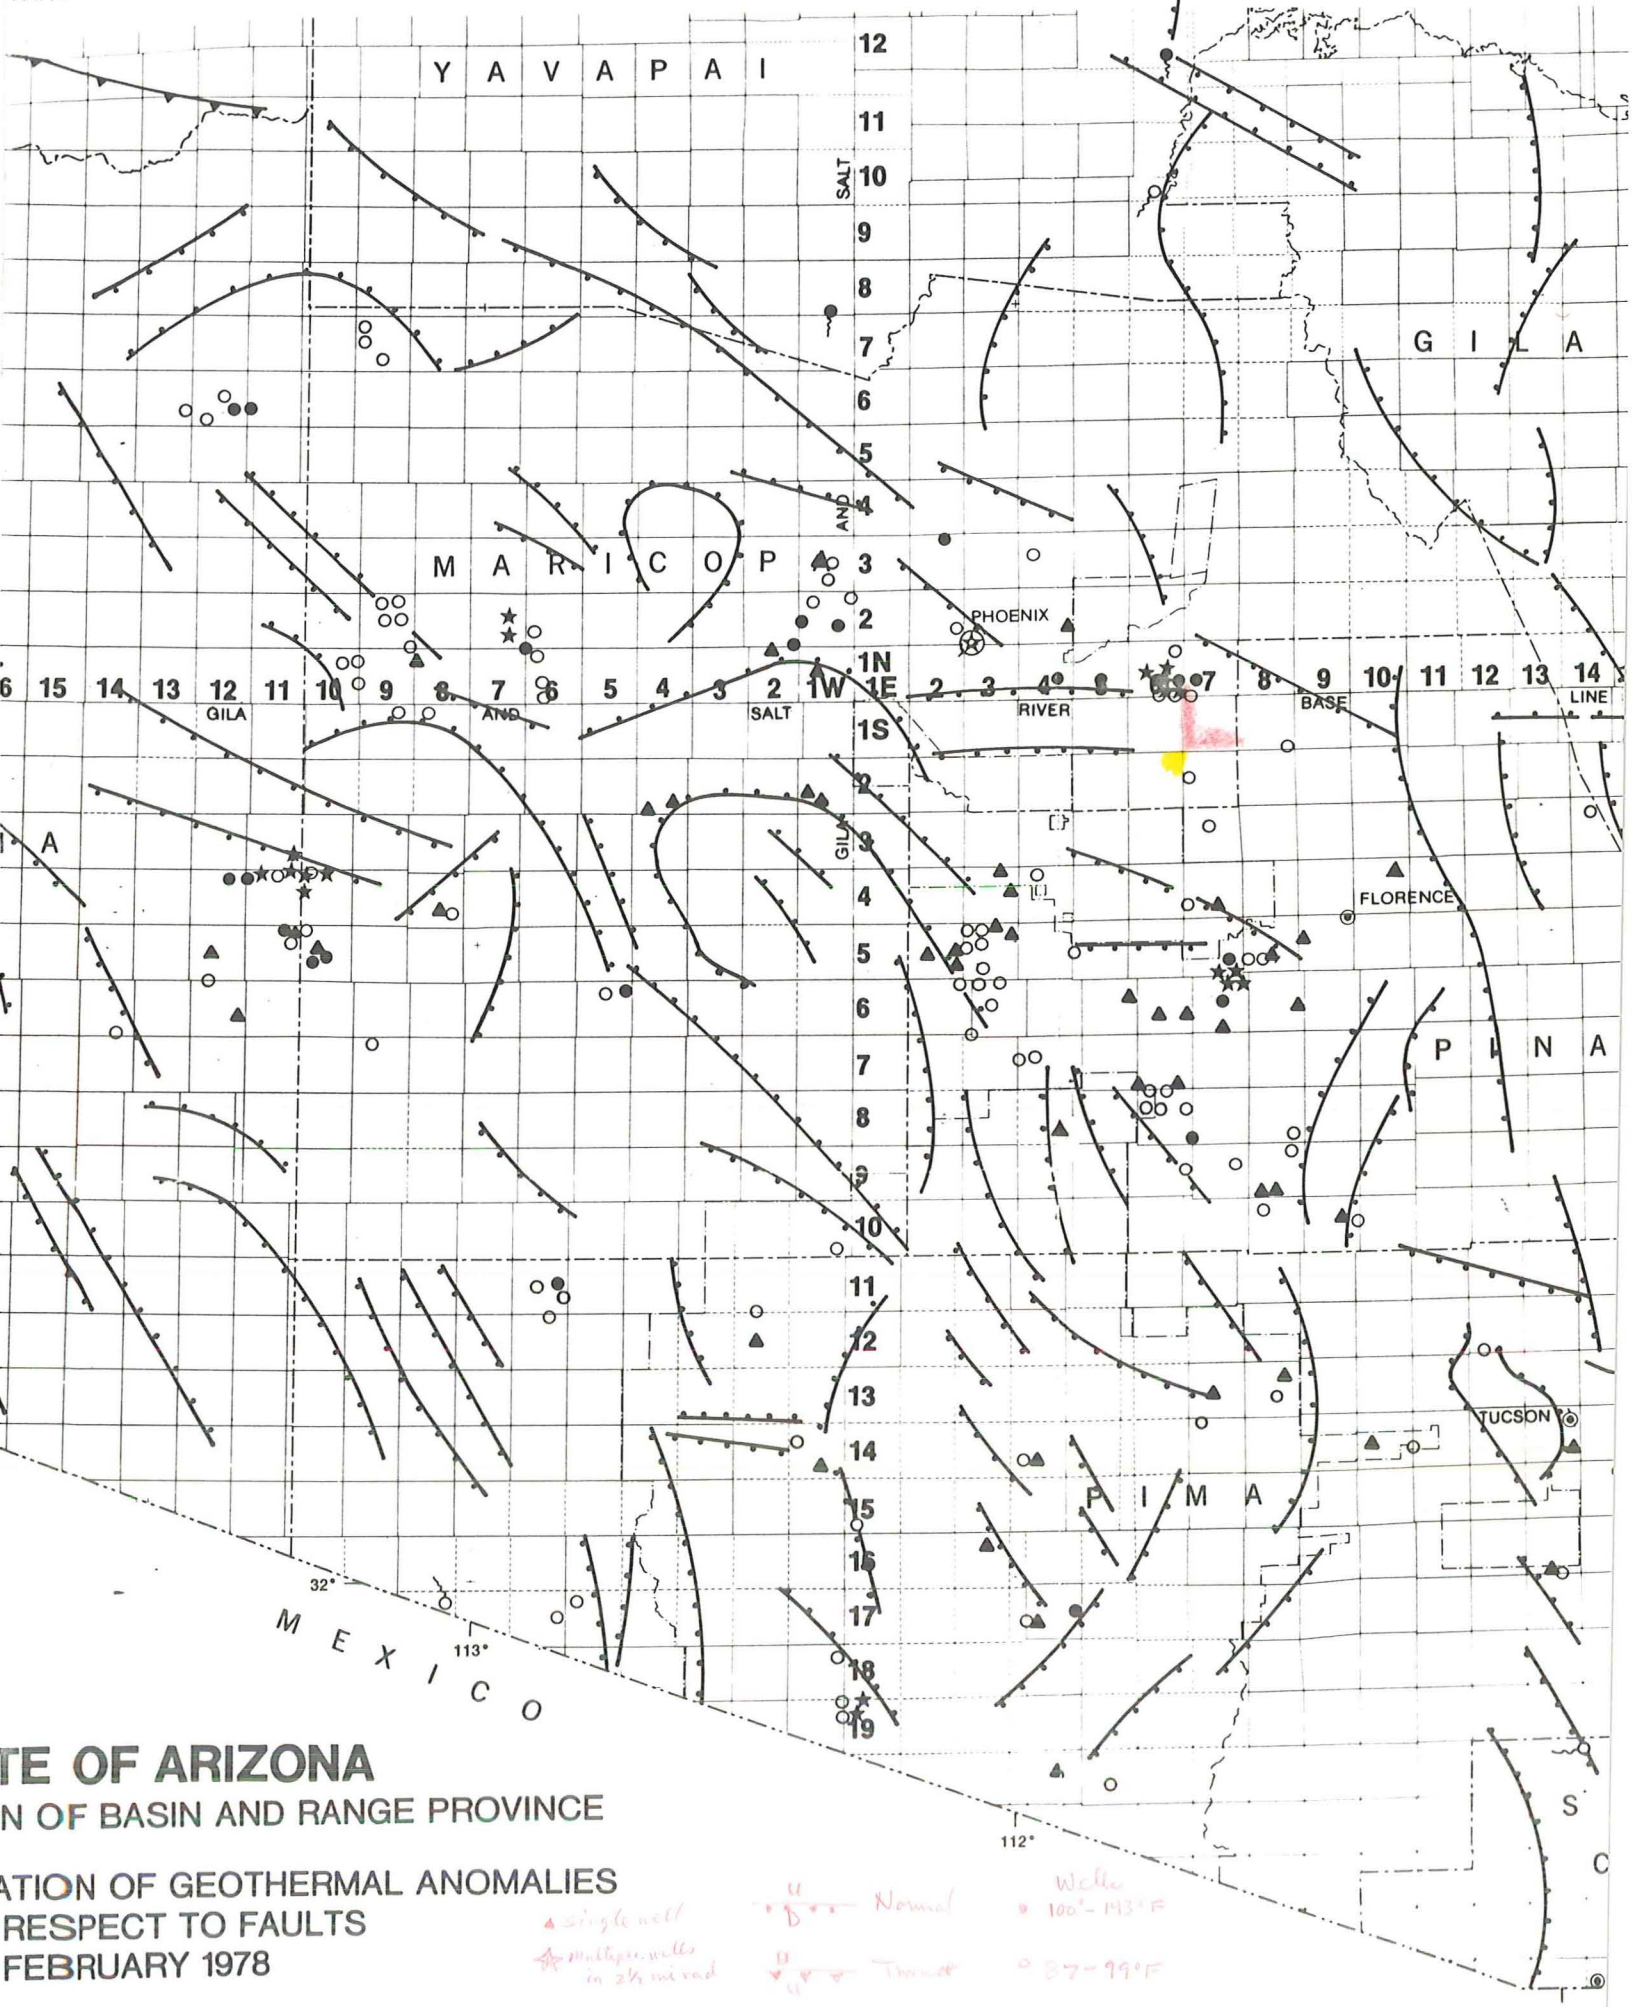 12
Y A V A P A I
11
SALT
10
9
8
7
G I L A
6
5
AND
4
M A R I C O P
3
2
PHOENIX
1N
6 15 14 13 12 11 10 9 8 7 6 5 4 3 2 1W 1E 2 3 4 7 8 9 10 11 12 13 14
GILA AND SALT RIVER BASE LINE
1S
2
A
GILA
3
4
FLORENCE
5
6
P I N A
7
8
9
10
11
12
13
TUCSON
14
P I M A
15
16
32°
17
M E X I C O
113°
18
19
TE OF ARIZONA
N OF BASIN AND RANGE PROVINCE
112°
S
C
ATION OF GEOTHERMAL ANOMALIES
RESPECT TO FAULTS
FEBRUARY 1978
single well
multiple wells
in 2½ mi rad
U
D
Normal
Thrust
Wells
100°-143°F
87-99°F